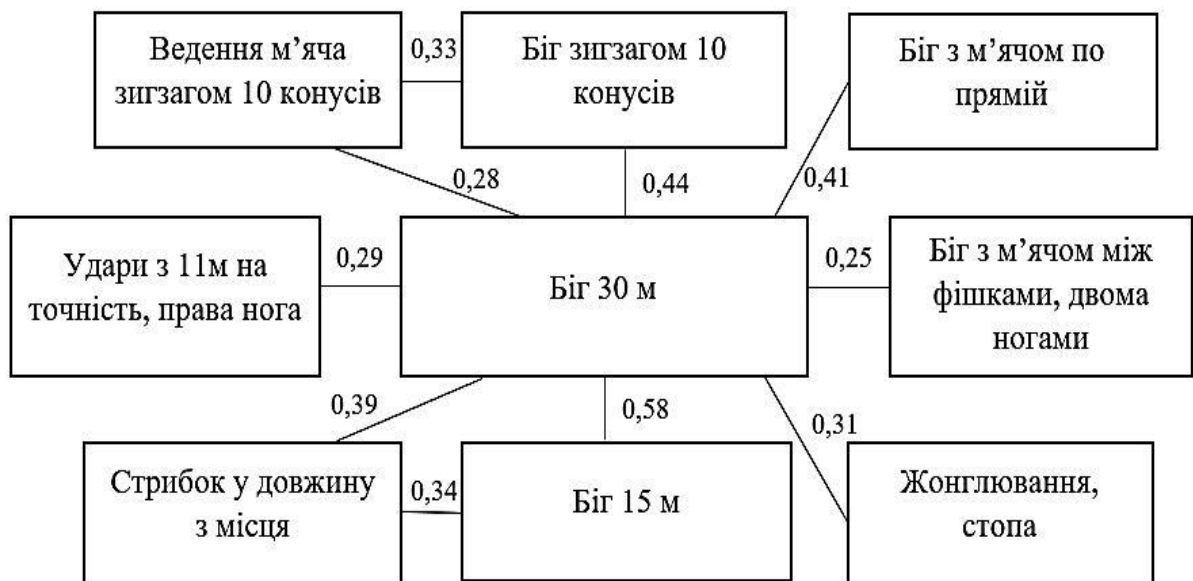 Ведення м’яча
зигзагом 10 конусів
0,33
Біг зигзагом 10
конусів
Біг з м’ячом по
прямій
0,28
0,44
0,41
Удари з 11м на
точність, права нога
0,29
Біг 30 м
0,25
Біг з м’ячом між
фішками, двома
ногами
0,39
0,58
0,31
Стрибок у довжину
з місця
0,34
Біг 15 м
Жонглювання,
стопа